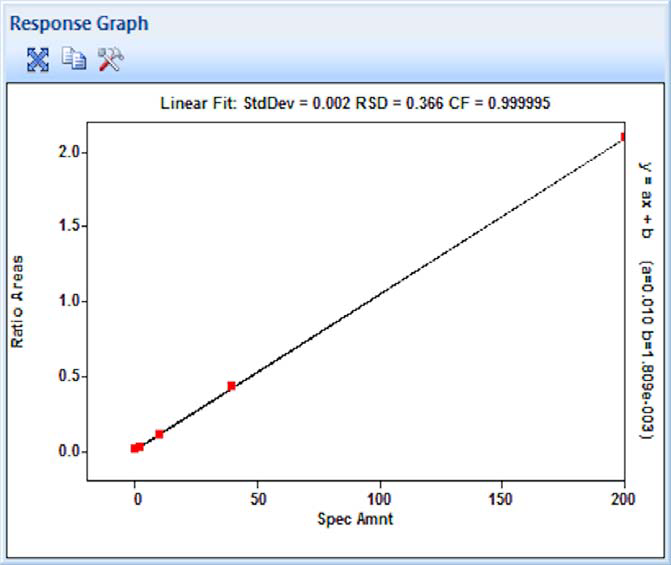 Response Graph
Linear Fit: StdDev = 0.002 RSD = 0.366 CF = 0.999995
2.0
1.5
1.0
0.5
0.0
Ratio Areas
0 50 100 150 200
Spec Amnt
y = ax + b (a=0.010 b=1.809e-003)